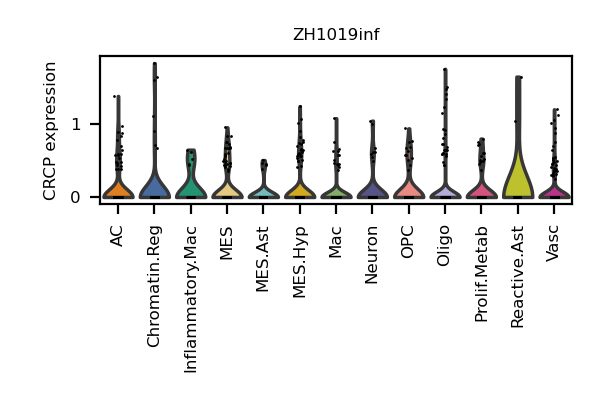 ZH1019inf
CRCP expression
1
0
AC
Chromatin.Reg
Inflammatory.Mac
MES
MES.Ast
MES.Hyp
Mac
Neuron
OPC
Oligo
Prolif.Metab
Reactive.Ast
Vasc